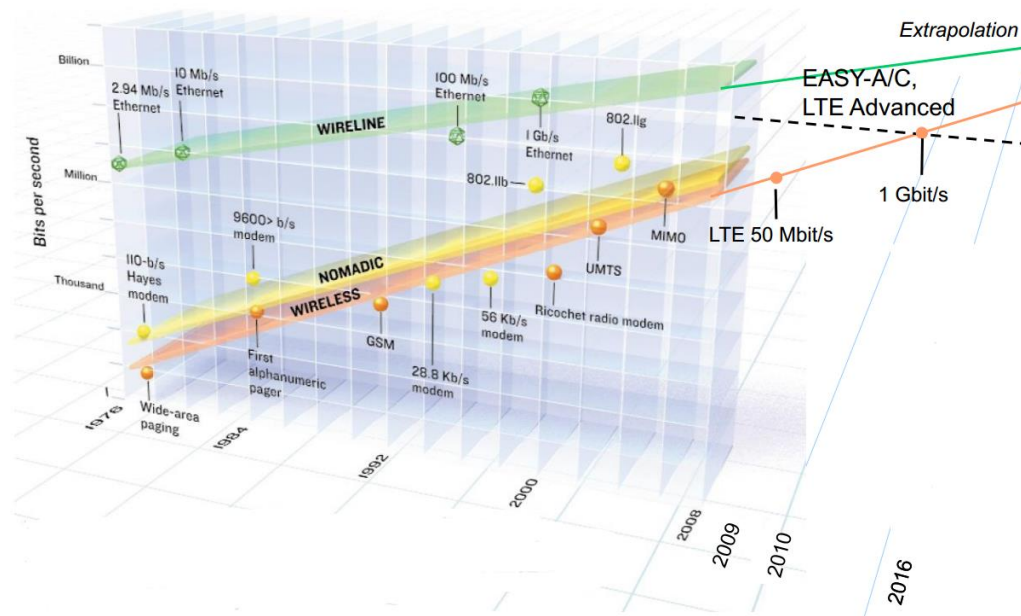 Extrapolation
Billion
10 Mb/s
Ethernet
2.94 Mb/s
Ethernet
100 Mb/s
Ethernet
EASY-A/C,
LTE Advanced
WIRELINE
1 Gb/s
Ethernet
802.11g
Million
802.11b
1 Gbit/s
Bits per second
9600> b/s
modem
MIMO
LTE 50 Mbit/s
110-b/s
Hayes
modem
NOMADIC
UMTS
Thousand
WIRELESS
Ricochet radio modem
56 Kb/s
modem
GSM
First
alphanumeric
pager
28.8 Kb/s
modem
Wide-area
paging
1
1976
1984
1992
2000
2008
2009
2010
2016